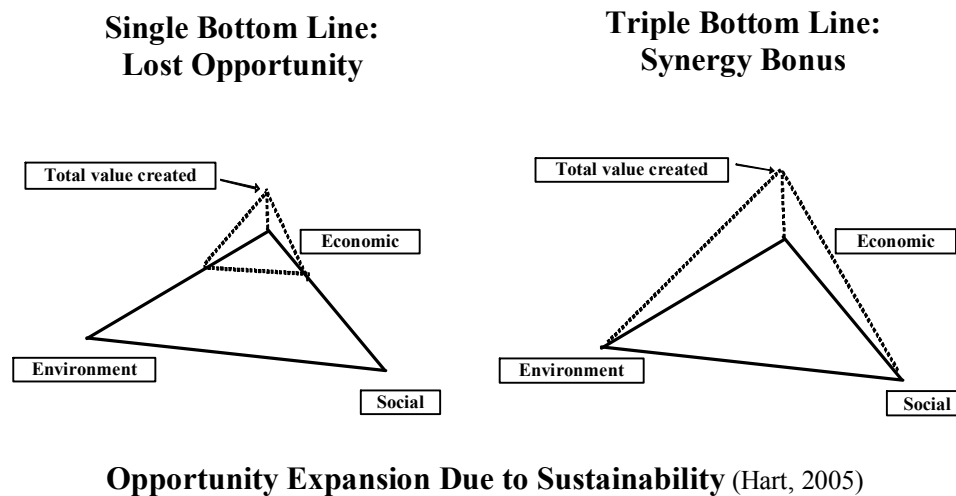 Single Bottom Line:
Lost Opportunity
Triple Bottom Line:
Synergy Bonus
Total value created
Economic
Environment
Social
Total value created
Economic
Environment
Social
Opportunity Expansion Due to Sustainability (Hart, 2005)